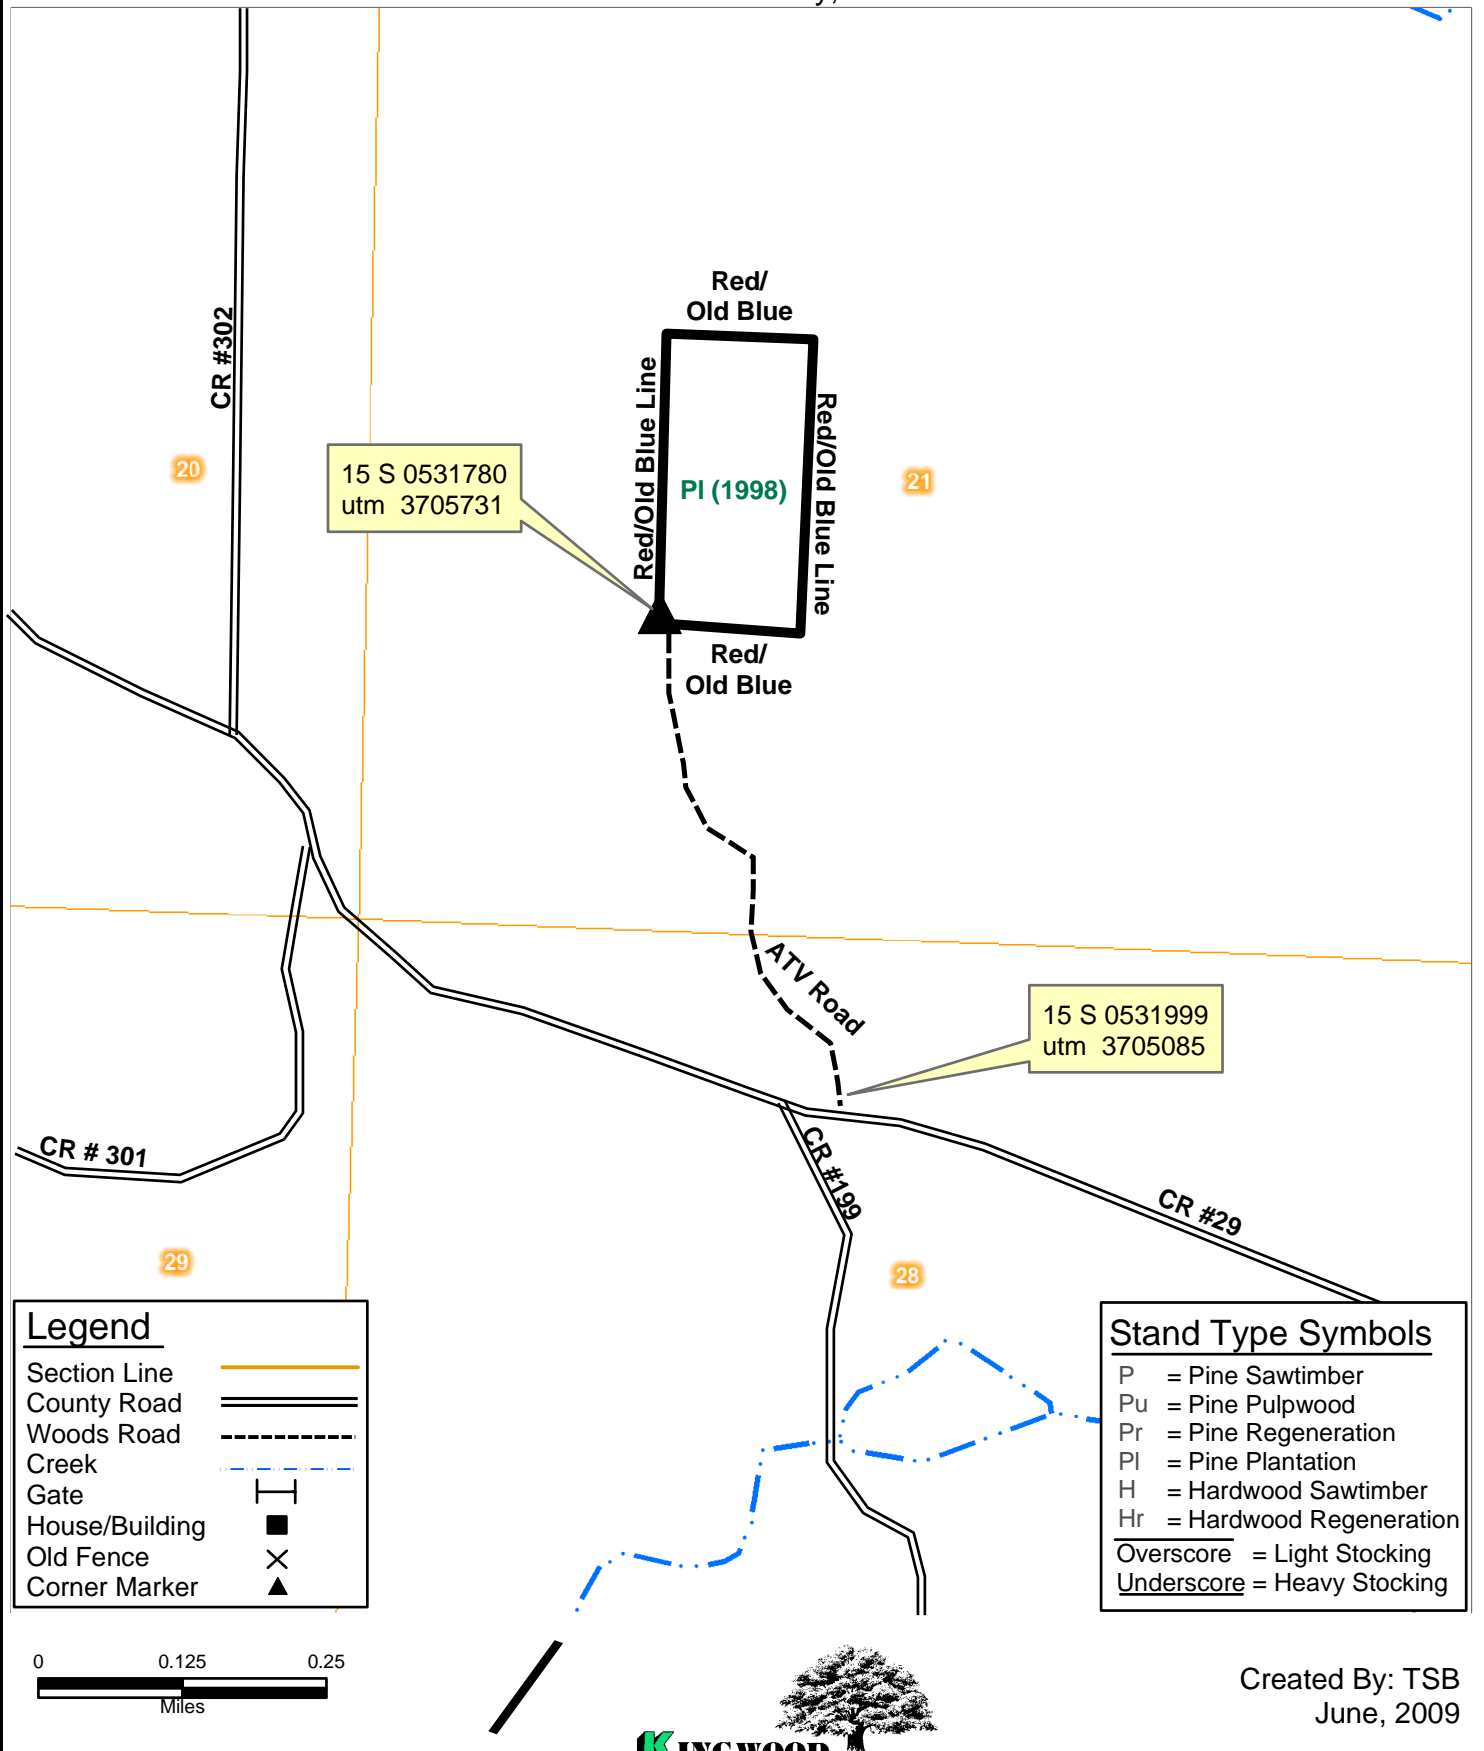 Red/
Old Blue
CR #302
Red/Old Blue Line
Red/Old Blue Line
20
15 S 0531780
utm 3705731
Pl (1998)
21
Red/
Old Blue
ATV Road
15 S 0531999
utm 3705085
CR # 301
CR #199
CR #29
29
28
Legend
Section Line
County Road
Woods Road
Creek
Gate
House/Building
Old Fence
Corner Marker
Stand Type Symbols
P = Pine Sawtimber
Pu = Pine Pulpwood
Pr = Pine Regeneration
Pl = Pine Plantation
H = Hardwood Sawtimber
Hr = Hardwood Regeneration
Overscore = Light Stocking
Underscore = Heavy Stocking
0 0.125 0.25
Miles
Created By: TSB
June, 2009
KINGWOOD